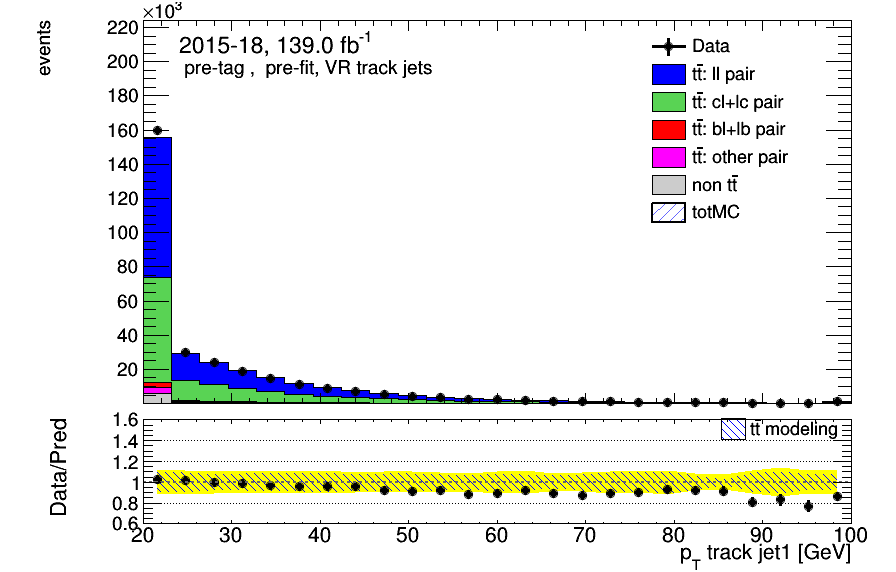 ×10³
events
220
200
180
160
140
120
100
80
60
40
20
2015-18, 139.0 fb⁻¹
pre-tag , pre-fit, VR track jets
Data
tt̄: ll pair
tt̄: cl+lc pair
tt̄: bl+lb pair
tt̄: other pair
non tt̄
totMC
Data/Pred
1.6
1.4
1.2
1
0.8
0.6
tt̄ modeling
20 30 40 50 60 70 80 90 100
p_T track jet1 [GeV]